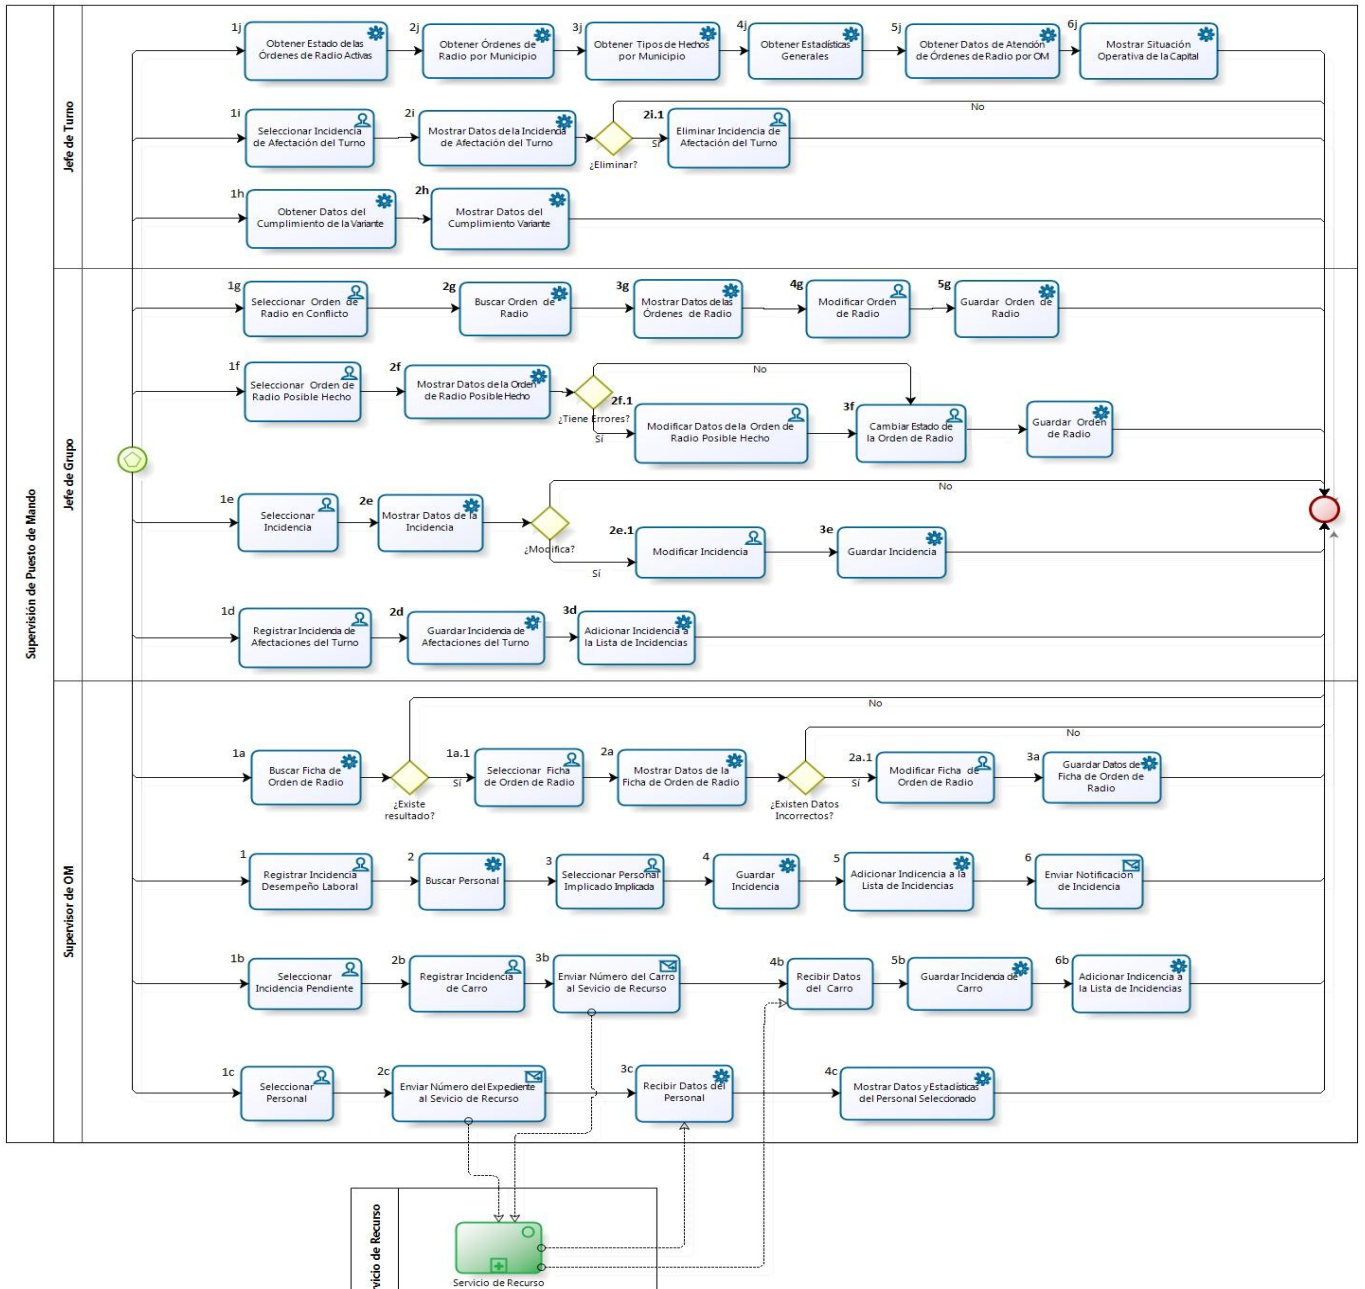 Supervisión de Puesto de Mando
Jefe de Turno
1j
Obtener Estado de las
Órdenes de Radio Activas
2j
Obtener Órdenes de
Radio por Municipio
3j
Obtener Tipos de Hechos
por Municipio
4j
Obtener Estadísticas
Generales
5j
Obtener Datos de Atención
de Órdenes de Radio por OM
6j
Mostrar Situación
Operativa de la Capital
1i
Seleccionar Incidencia
de Afectación del Turno
2i
Mostrar Datos de la Incidencia
de Afectación del Turno
¿Eliminar?
No
Sí
2i.1
Eliminar Incidencia de
Afectación del Turno
1h
Obtener Datos del
Cumplimiento de la Variante
2h
Mostrar Datos del
Cumplimiento Variante
Jefe de Grupo
1g
Seleccionar Orden de
Radio en Conflicto
2g
Buscar Orden de
Radio
3g
Mostrar Datos de las
Órdenes de Radio
4g
Modificar Orden
de Radio
5g
Guardar Orden de
Radio
1f
Seleccionar Orden de
Radio Posible Hecho
2f
Mostrar Datos de la Orden
de Radio Posible Hecho
¿Tiene Errores?
No
Sí
2f.1
Modificar Datos de la Orden de
Radio Posible Hecho
3f
Cambiar Estado de
la Orden de Radio
Guardar Orden
de Radio
1e
Seleccionar
Incidencia
2e
Mostrar Datos de la
Incidencia
¿Modifica?
No
Sí
2e.1
Modificar Incidencia
3e
Guardar Incidencia
1d
Registrar Incidencia de
Afectaciones del Turno
2d
Guardar Incidencia de
Afectaciones del Turno
3d
Adicionar Incidencia a
la Lista de Incidencias
Supervisor de OM
1a
Buscar Ficha de
Orden de Radio
¿Existe
resultado?
No
Sí
1a.1
Seleccionar Ficha
de Orden de Radio
2a
Mostrar Datos de la
Ficha de Orden de Radio
¿Existen Datos
Incorrectos?
No
Sí
2a.1
Modificar Ficha de
Orden de Radio
3a
Guardar Datos de
Ficha de Orden de
Radio
1
Registrar Incidencia
Desempeño Laboral
2
Buscar Personal
3
Seleccionar Personal
Implicado Implicada
4
Guardar
Incidencia
5
Adicionar Indicencia a la
Lista de Incidencias
6
Enviar Notificación
de Incidencia
1b
Seleccionar
Incidencia Pendiente
2b
Registrar Incidencia
de Carro
3b
Enviar Número del Carro
al Sevicio de Recurso
4b
Recibir Datos
del Carro
5b
Guardar Incidenda de
Carro
6b
Adicionar Indicencia a
la Lista de Incidencias
1c
Seleccionar
Personal
2c
Enviar Número del Expediente
al Sevicio de Recurso
3c
Recibir Datos del
Personal
4c
Mostrar Datos y Estadísticas
del Personal Seleccionado
vicio de Recurso
Servicio de Recurso